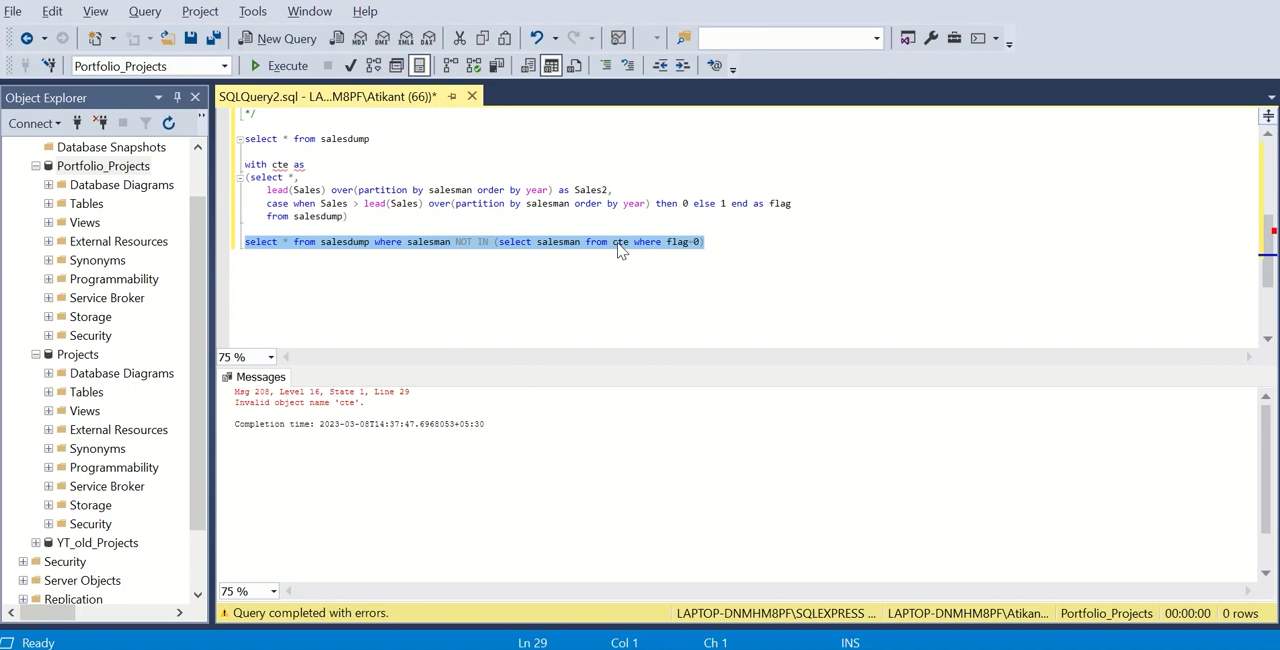 File Edit View Query Project Tools Window Help
New Query
MDX DMX XMLA DAX
Portfolio_Projects Execute
Object Explorer
SQLQuery2.sql - LA...M8PF\Atikant (66))*
Connect
*/
Database Snapshots
select * from salesdump
Portfolio_Projects
with cte as
Database Diagrams
(select *,
lead(Sales) over(partition by salesman order by year) as Sales2,
Tables
case when Sales > lead(Sales) over(partition by salesman order by year) then 0 else 1 end as flag
Views
from salesdump)
External Resources
select * from salesdump where salesman NOT IN (select salesman from cte where flag=0)
Synonyms
Programmability
Service Broker
Storage
Security
Projects
75 %
Database Diagrams
Messages
Tables
Msg 208, Level 16, State 1, Line 29
Invalid object name 'cte'.
Views
Completion time: 2023-03-08T14:37:47.6968053+05:30
External Resources
Synonyms
Programmability
Service Broker
Storage
Security
YT_old_Projects
Security
Server Objects
75 %
Replication
Query completed with errors. LAPTOP-DNMHM8PF\SQLEXPRESS ... LAPTOP-DNMHM8PF\Atikan... Portfolio_Projects 00:00:00 0 rows
Ready Ln 29 Col 1 Ch 1 INS